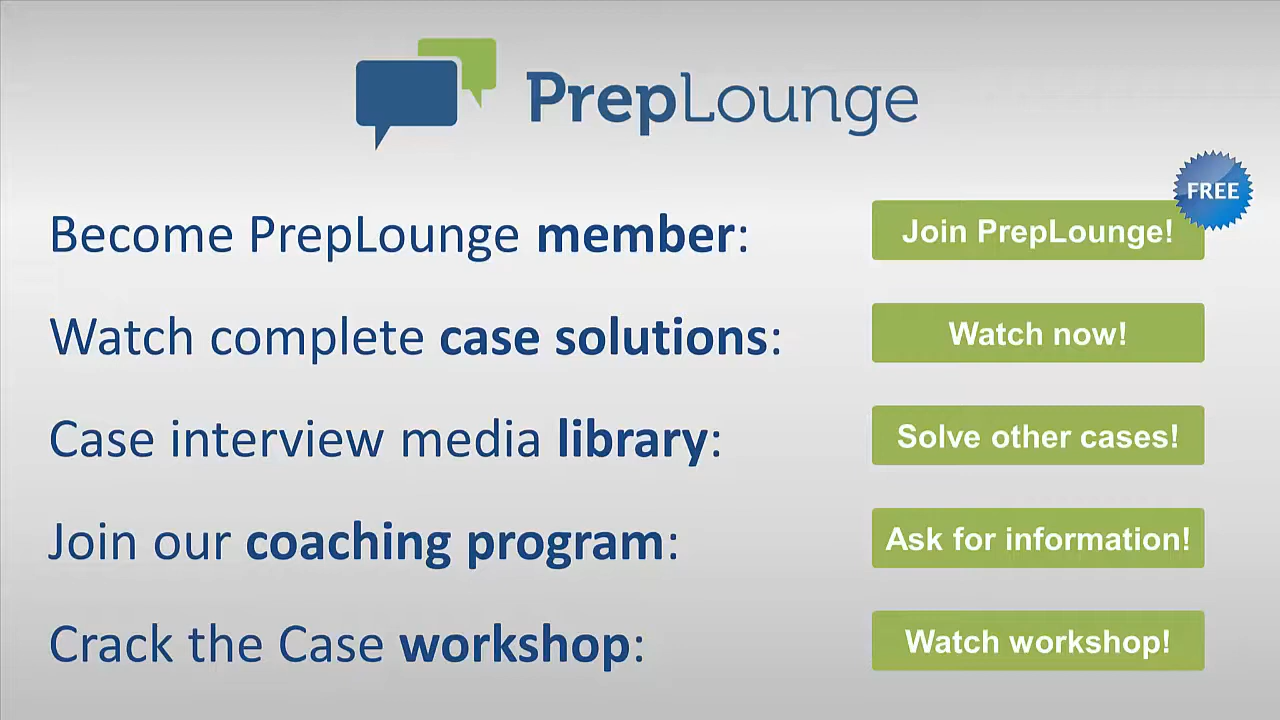 PrepLounge
FREE
Become PrepLounge member: Join PrepLounge!
Watch complete case solutions: Watch now!
Case interview media library: Solve other cases!
Join our coaching program: Ask for information!
Crack the Case workshop: Watch workshop!